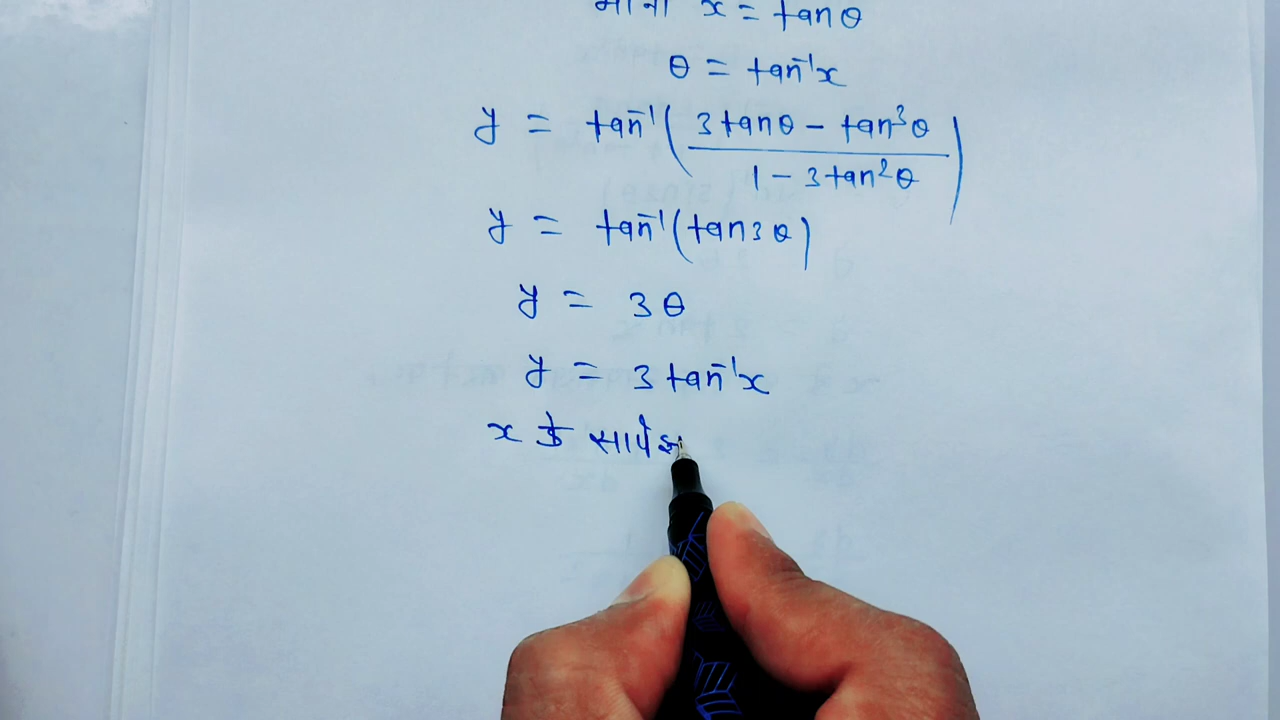 माना x = tanθ
θ = tan⁻¹x
y = tan⁻¹( 3tanθ − tan³θ / 1 − 3tan²θ )
y = tan⁻¹(tan3θ)
y = 3θ
y = 3tan⁻¹x
x के सापेक्ष